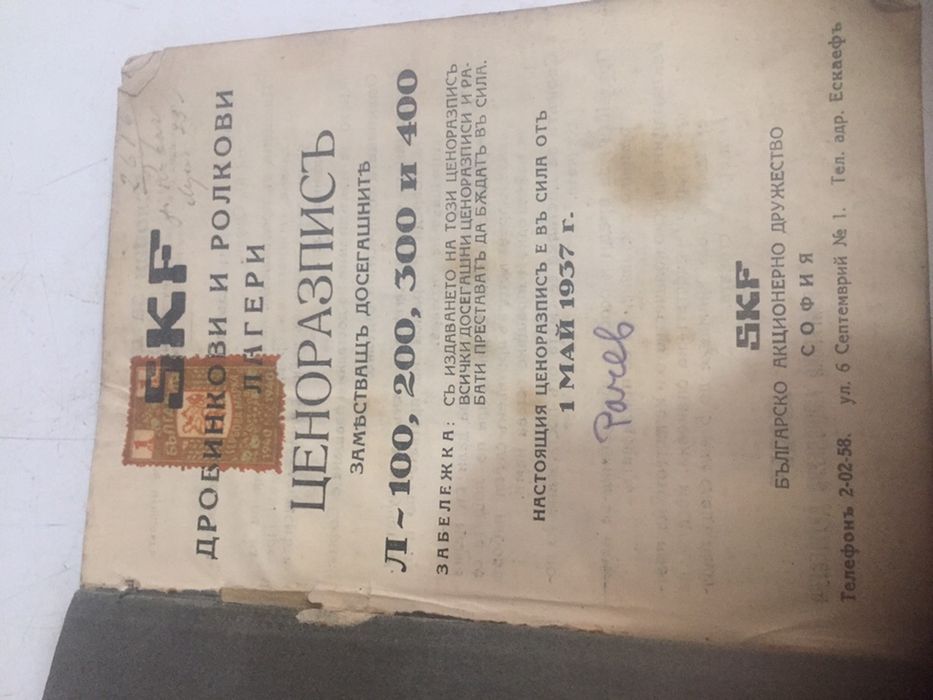 SKF
ДРОБИНКОВИ И РОЛКОВИ
ЛАГЕРИ
1
ЦЕНОРАЗПИСЪ
ЗАМѢСТВАЩЪ ДОСЕГАШНИТѢ
Л~100, 200, 300 и 400
ЗАБЕЛЕЖКА: СЪ ИЗДАВАНЕТО НА ТОЗИ ЦЕНОРАЗПИСЪ
ВСИЧКИ ДОСЕГАШНИ ЦЕНОРАЗПИСИ И РА-
БАТИ ПРЕСТАВАТЪ ДА БѪДАТЪ ВЪ СИЛА.
НАСТОЯЩИЯ ЦЕНОРАЗПИСЪ Е ВЪ СИЛА ОТЪ
1 МАЙ 1937 г.
Рачев.
SKF
БЪЛГАРСКО АКЦИОНЕРНО ДРУЖЕСТВО
СОФИЯ
Телефонъ 2-02-58. ул. 6 Септемврий № 1. Тел. адр. Ескаефъ